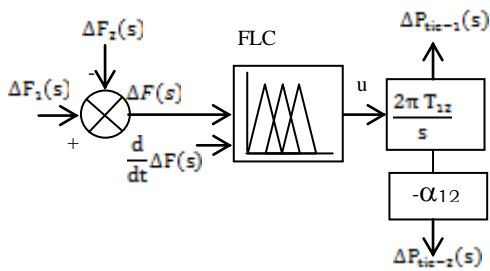 ΔF₂(s)
FLC
ΔP_tie-1(s)
-
ΔF₁(s)
ΔF(s)
u
2π T₁₂
s
+
d
dt
ΔF(s)
-α12
ΔP_tie-2(s)